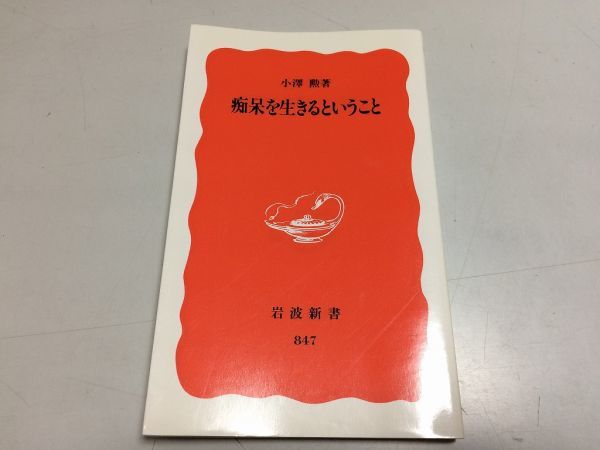 小澤 勲著
痴呆を生きるということ
岩波新書
847